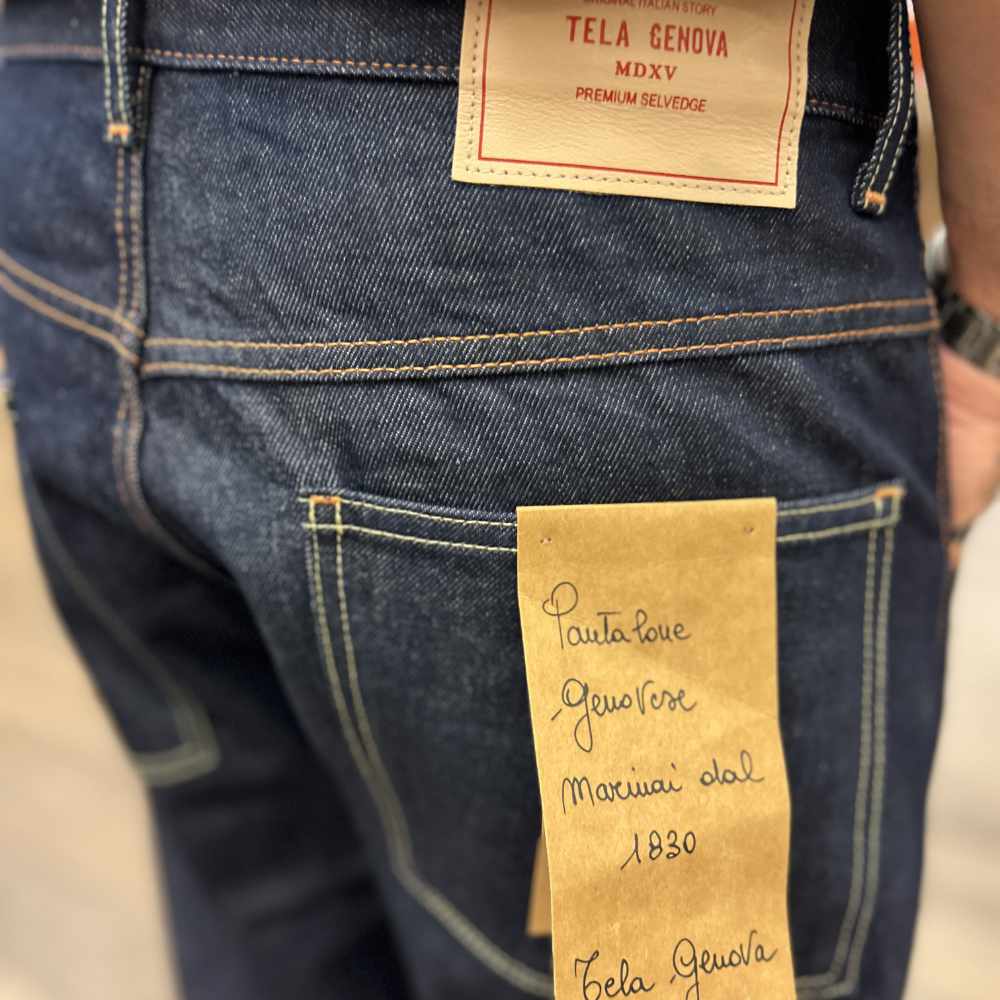 ORIGINAL ITALIAN STORY
TELA GENOVA
MDXV
PREMIUM SELVEDGE
Pantalone
Genovese
Marinai dal
1830
Tela Genova